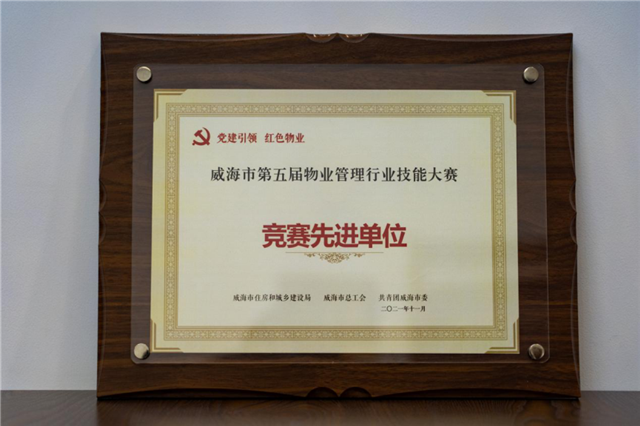 党建引领 红色物业
威海市第五届物业管理行业技能大赛
竞赛先进单位
威海市住房和城乡建设局 威海市总工会 共青团威海市委
二〇二一年十一月